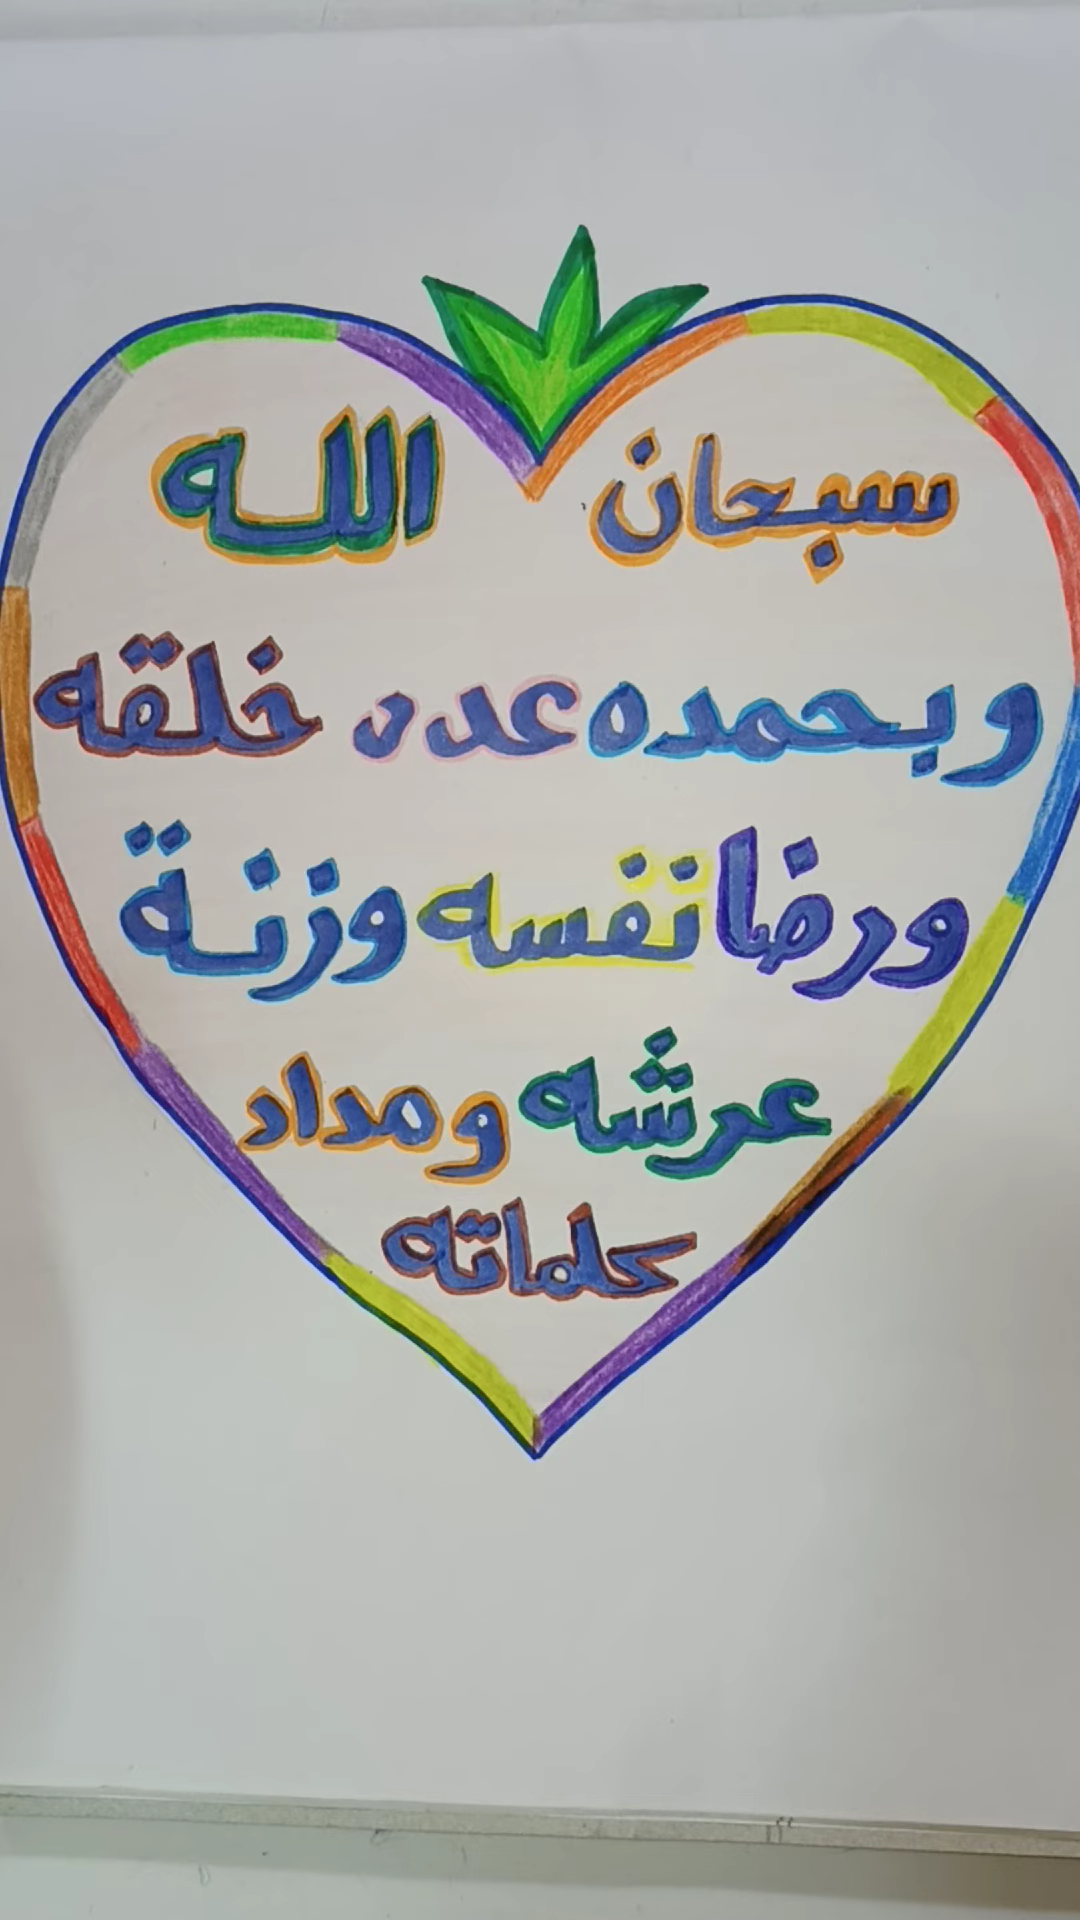 سبحان الله
وبحمده عدد خلقه
ورضا نفسه وزنة
عرشه ومداد
كلماته